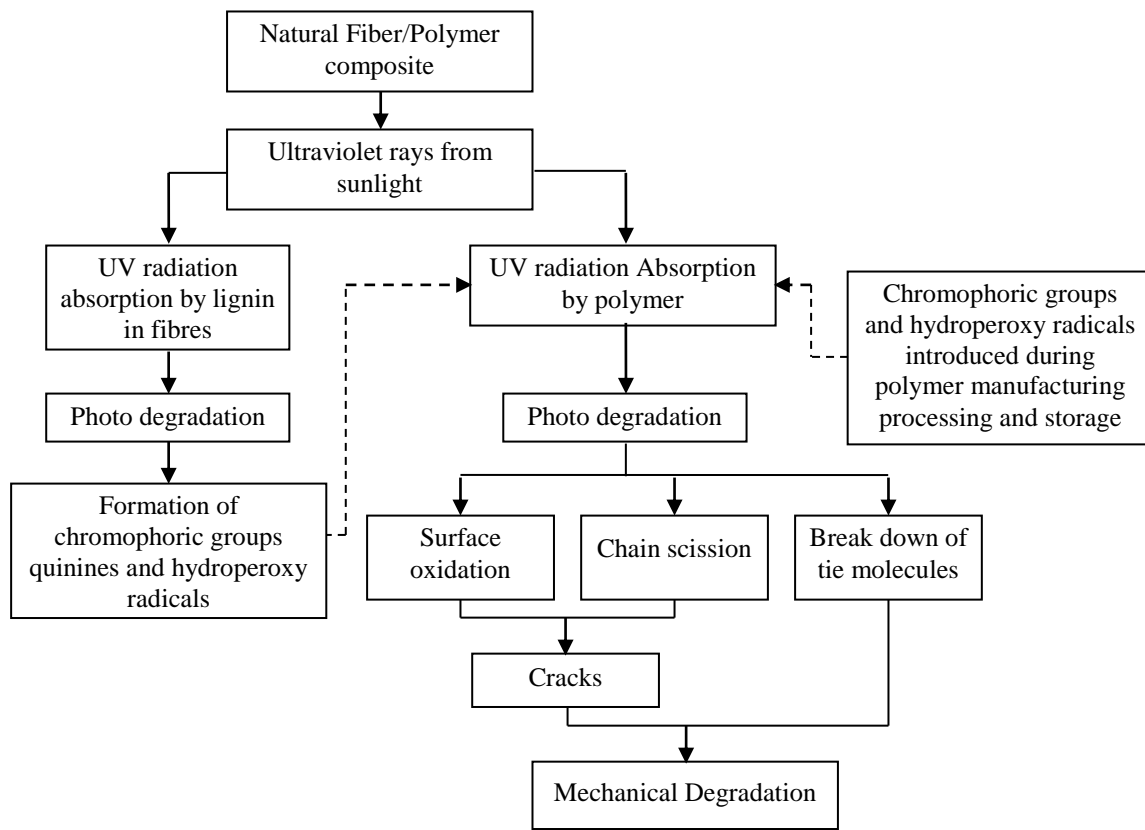 Natural Fiber/Polymer
composite
Ultraviolet rays from
sunlight
UV radiation
absorption by lignin
in fibres
UV radiation Absorption
by polymer
Chromophoric groups
and hydroperoxy radicals
introduced during
polymer manufacturing
processing and storage
Photo degradation
Photo degradation
Formation of
chromophoric groups
quinines and hydroperoxy
radicals
Surface
oxidation
Chain scission
Break down of
tie molecules
Cracks
Mechanical Degradation